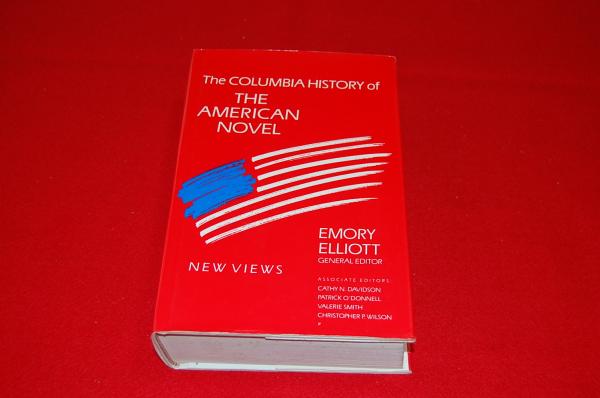 The COLUMBIA HISTORY of
THE
AMERICAN
NOVEL
EMORY
ELLIOTT
GENERAL EDITOR
NEW VIEWS
ASSOCIATE EDITORS
CATHY N. DAVIDSON
PATRICK O'DONNELL
VALERIE SMITH
CHRISTOPHER P. WILSON